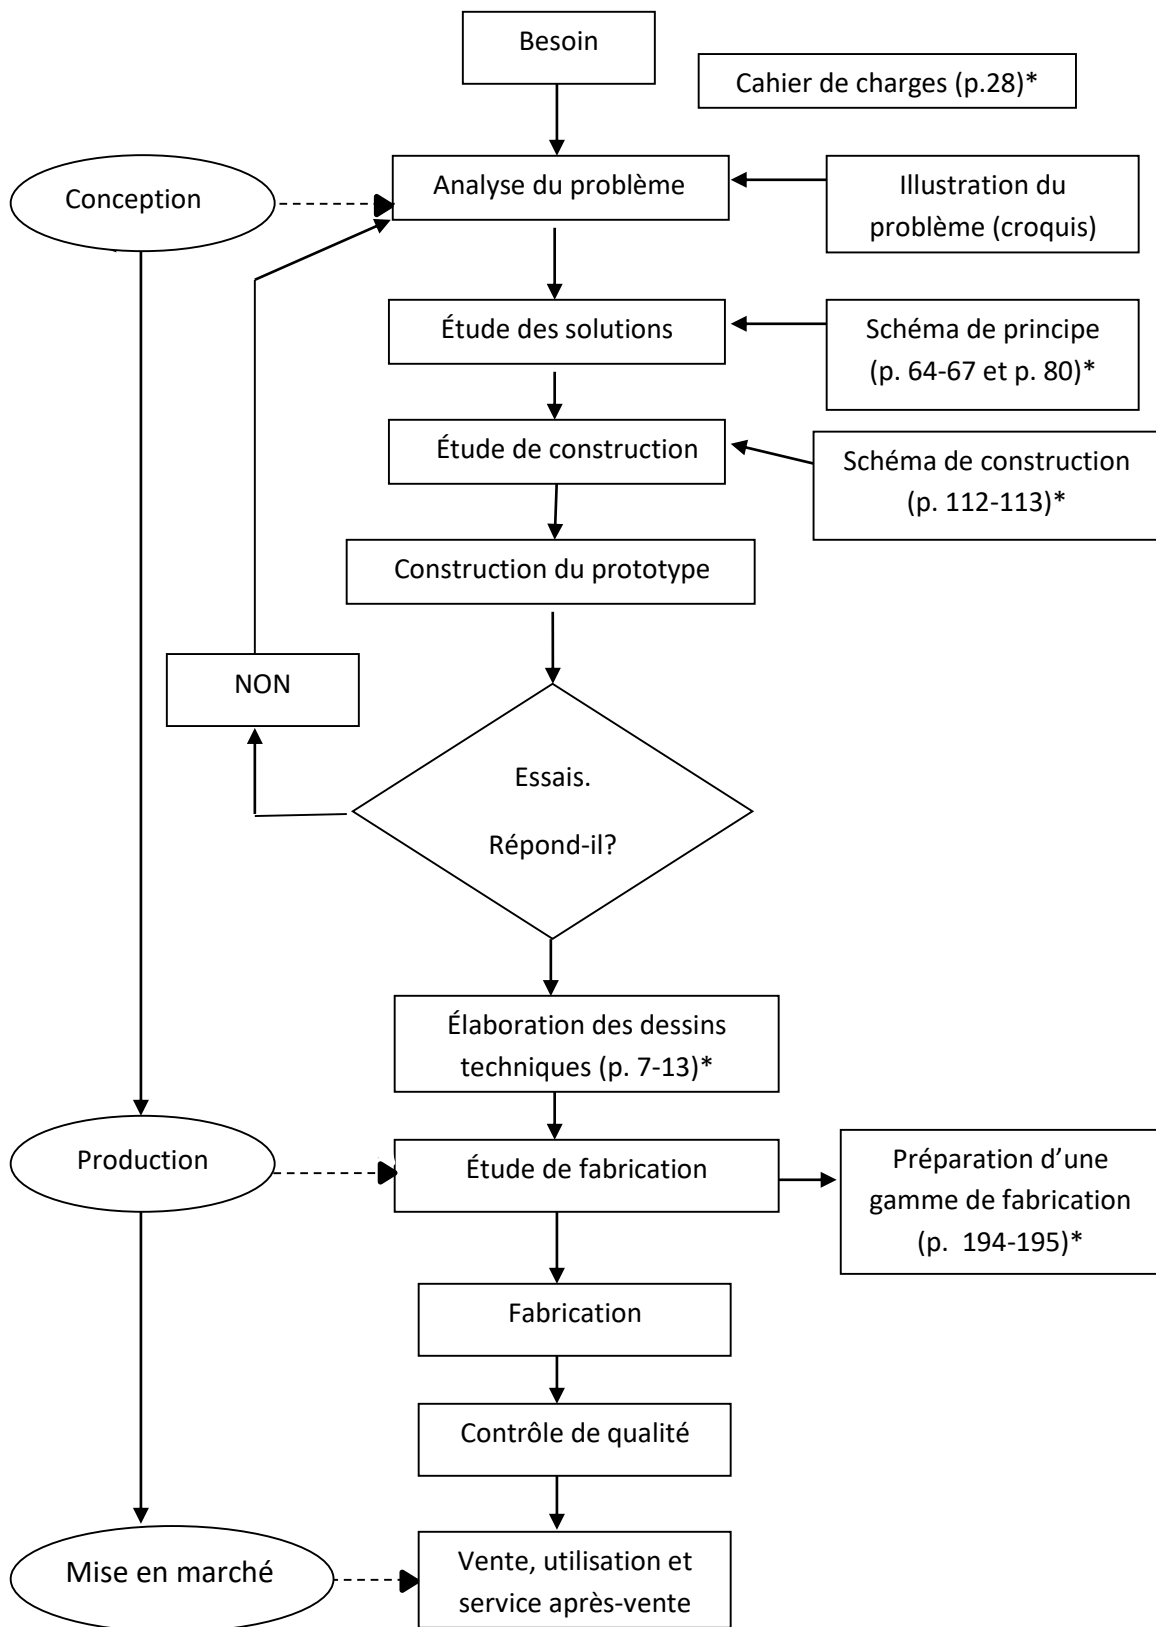 Besoin
Cahier de charges (p.28)*
Conception
Analyse du problème
Illustration du
problème (croquis)
Étude des solutions
Schéma de principe
(p. 64-67 et p. 80)*
Étude de construction
Schéma de construction
(p. 112-113)*
Construction du prototype
NON
Essais.
Répond-il?
Élaboration des dessins
techniques (p. 7-13)*
Production
Étude de fabrication
Préparation d’une
gamme de fabrication
(p. 194-195)*
Fabrication
Contrôle de qualité
Mise en marché
Vente, utilisation et
service après-vente